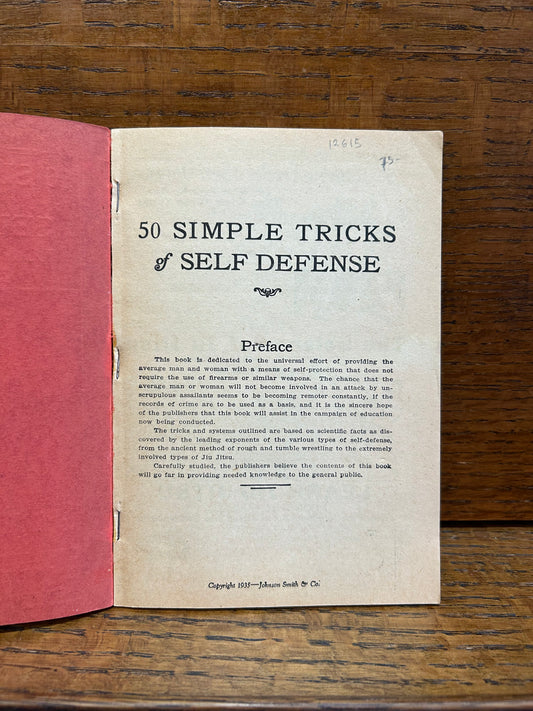 12615
75-
50 SIMPLE TRICKS
of SELF DEFENSE
Preface
This book is dedicated to the universal effort of providing the
average man and woman with a means of self-protection that does not
require the use of firearms or similar weapons. The chance that the
average man or woman will not become involved in an attack by un-
scrupulous assailants seems to be becoming remoter constantly, if
the records of crime are to be used as a basis, and it is the sincere hope
of the publishers that this book will assist in the campaign of education
now being conducted.
The tricks and systems outlined are based on scientific facts as dis-
covered by the leading exponents of the various types of self-defense,
from the ancient method of rough and tumble wrestling to the extremely
involved types of Jiu Jitsu.
Carefully studied, the publishers believe the contents of this book
will go far in providing needed knowledge to the general public.
Copyright 1935—Johnson Smith & Co.